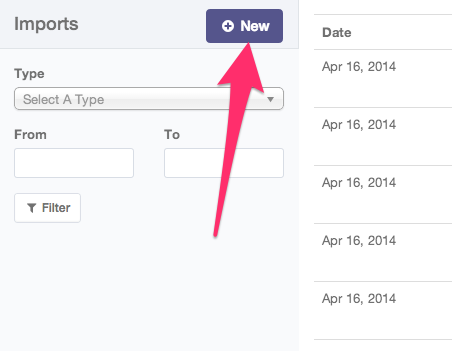 Imports
New
Type
Select A Type
From To
Filter
Date
Apr 16, 2014
Apr 16, 2014
Apr 16, 2014
Apr 16, 2014
Apr 16, 2014